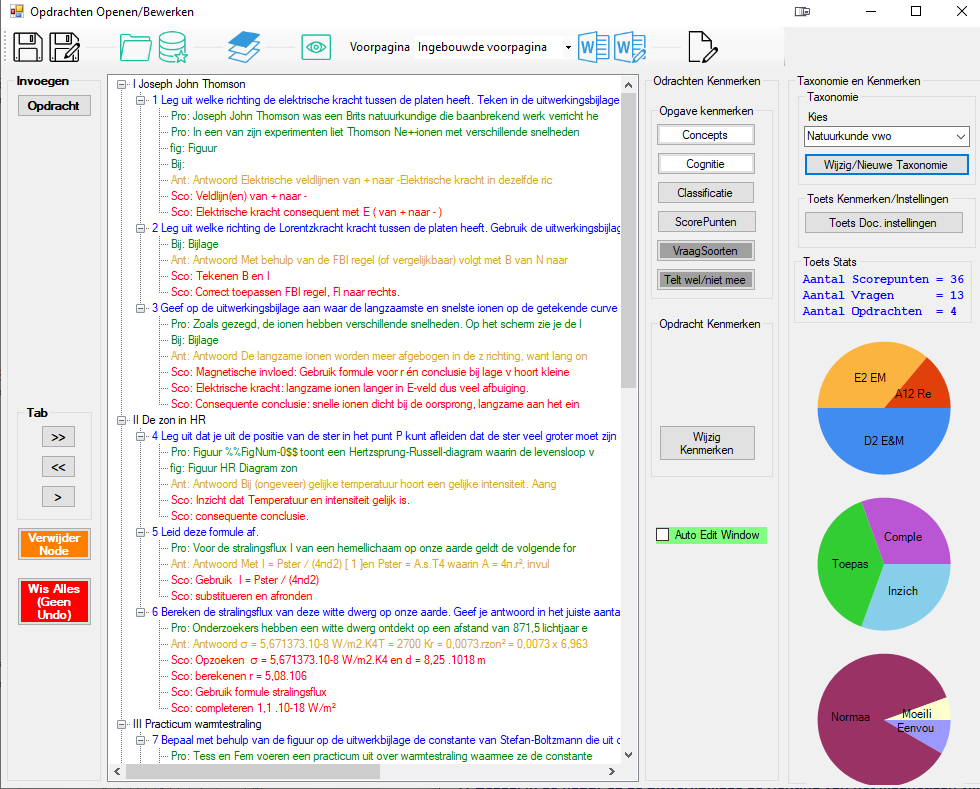 Opdrachten Openen/Bewerken
Voorpagina Ingebouwde voorpagina
Invoegen
Opdracht
Tab
>>
<<
>
Verwijder
Node
Wis Alles
(Geen
Undo)
I Joseph John Thomson
1 Leg uit welke richting de elektrische kracht tussen de platen heeft. Teken in de uitwerkingsbijlage
Pro: Joseph John Thomson was een Brits natuurkundige die baanbrekend werk verricht he
Pro: In een van zijn experimenten liet Thomson Ne+ionen met verschillende snelheden
fig: Figuur
Bij:
Ant: Antwoord Elektrische veldlijnen van + naar -Elektrische kracht in dezelfde ric
Sco: Veldlijn(en) van + naar -
Sco: Elektrische kracht consequent met E ( van + naar - )
2 Leg uit welke richting de Lorentzkracht kracht tussen de platen heeft. Gebruik de uitwerkingsbijlag
Bij: Bijlage
Ant: Antwoord Met behulp van de FBI regel (of vergelijkbaar) volgt met B van N naar
Sco: Tekenen B en I
Sco: Correct toepassen FBI regel, Fl naar rechts.
3 Geef op de uitwerkingsbijlage aan waar de langzaamste en snelste ionen op de getekende curve
Pro: Zoals gezegd, de ionen hebben verschillende snelheden. Op het scherm zie je de l
Bij: Bijlage
Ant: Antwoord De langzame ionen worden meer afgebogen in de z richting, want lang on
Sco: Magnetische invloed: Gebruik formule voor r én conclusie bij lage v hoort kleine
Sco: Elektrische kracht: langzame ionen langer in E-veld dus veel afbuiging.
Sco: Consequente conclusie: snelle ionen dicht bij de oorsprong, langzame aan het ein
II De zon in HR
4 Leg uit dat je uit de positie van de ster in het punt P kunt afleiden dat de ster veel groter moet zijn
Pro: Figuur %%FigNum-0$$ toont een Hertzsprung-Russell-diagram waarin de levensloop v
fig: Figuur HR Diagram zon
Ant: Antwoord Bij (ongeveer) gelijke temperatuur hoort een gelijke intensiteit. Aang
Sco: Inzicht dat Temperatuur en intensiteit gelijk is.
Sco: consequente conclusie.
5 Leid deze formule af.
Pro: Voor de stralingsflux I van een hemellichaam op onze aarde geldt de volgende for
Ant: Antwoord Met I = Pster / (4πd2) [ 1 ]en Pster = A.s.T4 waarin A = 4π.r², invul
Sco: Gebruik I = Pster / (4πd2)
Sco: substitueren en afronden
6 Bereken de stralingsflux van deze witte dwerg op onze aarde. Geef je antwoord in het juiste aanta
Pro: Onderzoekers hebben een witte dwerg ontdekt op een afstand van 871,5 lichtjaar e
Ant: Antwoord σ = 5,671373.10-8 W/m2.K4T = 2700 Kr = 0,0073.rzon² = 0,0073 x 6,963
Sco: Opzoeken σ = 5,671373.10-8 W/m2.K4 en d = 8,25 .1018 m
Sco: berekenen r = 5,08.106
Sco: Gebruik formule stralingsflux
Sco: completeren 1,1 .10-18 W/m²
III Practicum warmtestraling
7 Bepaal met behulp van de figuur op de uitwerkbijlage de constante van Stefan-Boltzmann die uit d
Pro: Tess en Fem voeren een practicum uit over warmtestraling waarmee ze de constante
Odrachten Kenmerken
Opgave kenmerken
Concepts
Cognitie
Classificatie
ScorePunten
VraagSoorten
Telt wel/niet mee
Opdracht Kenmerken
Wijzig
Kenmerken
Auto Edit Window
Taxonomie en Kenmerken
Taxonomie
Kies
Natuurkunde vwo
Wijzig/Nieuwe Taxonomie
Toets Kenmerken/Instellingen
Toets Doc. instellingen
Toets Stats
Aantal Scorepunten = 36
Aantal Vragen = 13
Aantal Opdrachten = 4
E2 EM
A12 Re
D2 E&M
Comple
Toepas
Inzich
Normaa
Moeili
Eenvou